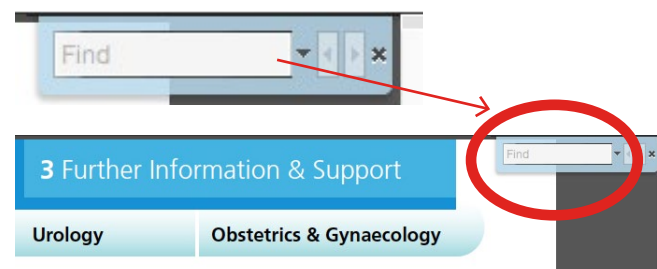 Find
Find
3 Further Information & Support
Urology
Obstetrics & Gynaecology